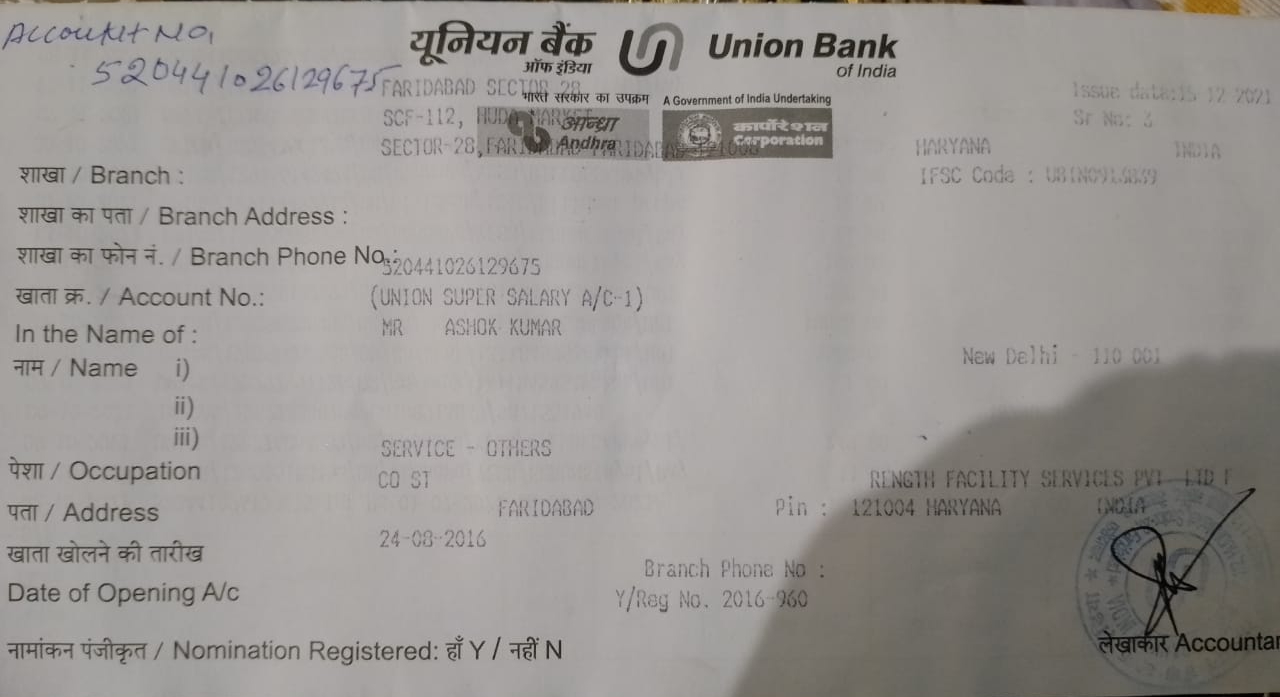 Account No,
520441026129675
यूनियन बैंक Union Bank
ऑफ इंडिया of India
भारत सरकार का उपक्रम A Government of India Undertaking
आन्ध्रा Andhra कार्पोरेशन Corporation
FARIDABAD SECTOR 28
Issue date:15 12 2021
SCF-112, HUDA MARKET
Sr No: 3
SECTOR-28, FARIDABAD FARIDABAD HARYANA INDIA
शाखा / Branch :
IFSC Code :
शाखा का पता / Branch Address :
शाखा का फोन नं. / Branch Phone No.:
520441026129675
खाता क्र. / Account No.: (UNION SUPER SALARY A/C-1)
In the Name of : MR ASHOK KUMAR
नाम / Name i)
New Delhi - 110 001
ii)
iii)
SERVICE - OTHERS
पेशा / Occupation
CO ST RENGTH FACILITY SERVICES PVT LTD F
पता / Address FARIDABAD Pin : 121004 HARYANA INDIA
24-08-2016
खाता खोलने की तारीख
Branch Phone No :
Date of Opening A/c
Y/Reg No. 2016-960
नामांकन पंजीकृत / Nomination Registered: हाँ Y / नहीं N
लेखाकार Accountan